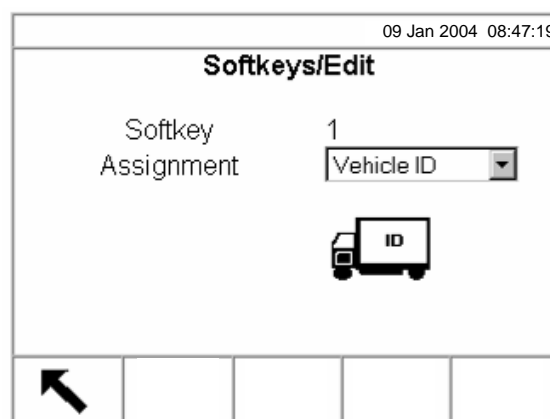 09 Jan 2004 08:47:19
Softkeys/Edit
Softkey 1
Assignment Vehicle ID
ID